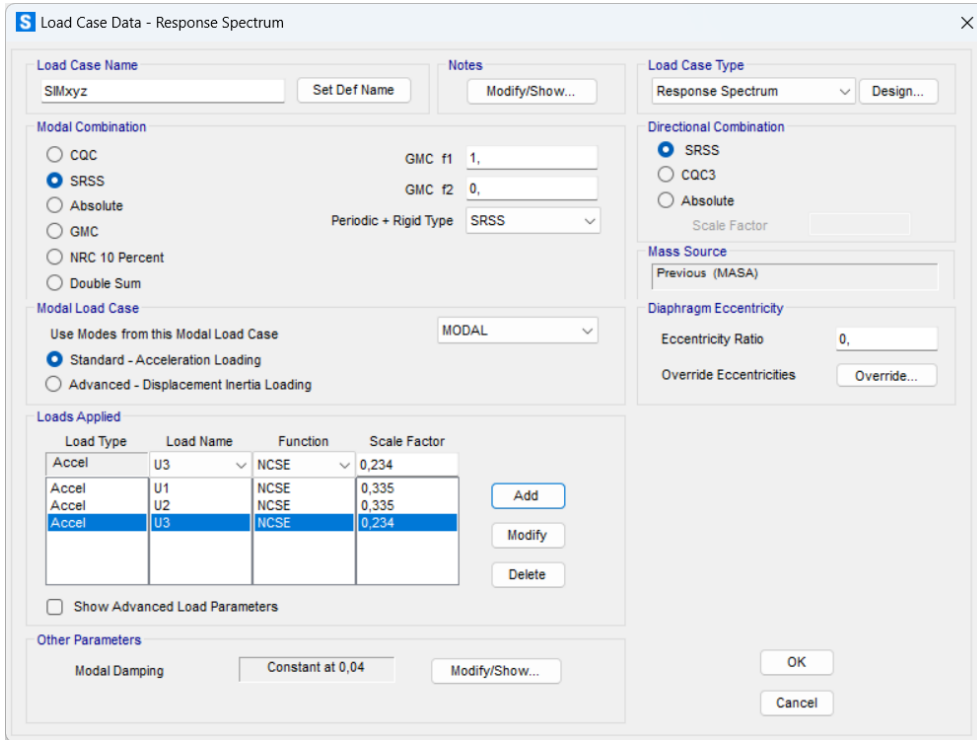 S Load Case Data - Response Spectrum
Load Case Name
SIMxyz
Set Def Name
Notes
Modify/Show...
Load Case Type
Response Spectrum
Design...
Modal Combination
CQC
SRSS
Absolute
GMC
NRC 10 Percent
Double Sum
GMC f1 1,
GMC f2 0,
Periodic + Rigid Type SRSS
Directional Combination
SRSS
CQC3
Absolute
Scale Factor
Mass Source
Previous (MASA)
Modal Load Case
Use Modes from this Modal Load Case MODAL
Standard - Acceleration Loading
Advanced - Displacement Inertia Loading
Diaphragm Eccentricity
Eccentricity Ratio 0,
Override Eccentricities Override...
Loads Applied
Load Type Load Name Function Scale Factor
Accel U3 NCSE 0,234
Accel U1 NCSE 0,335
Accel U2 NCSE 0,335
Accel U3 NCSE 0,234
Add
Modify
Delete
Show Advanced Load Parameters
Other Parameters
Modal Damping Constant at 0,04 Modify/Show...
OK
Cancel